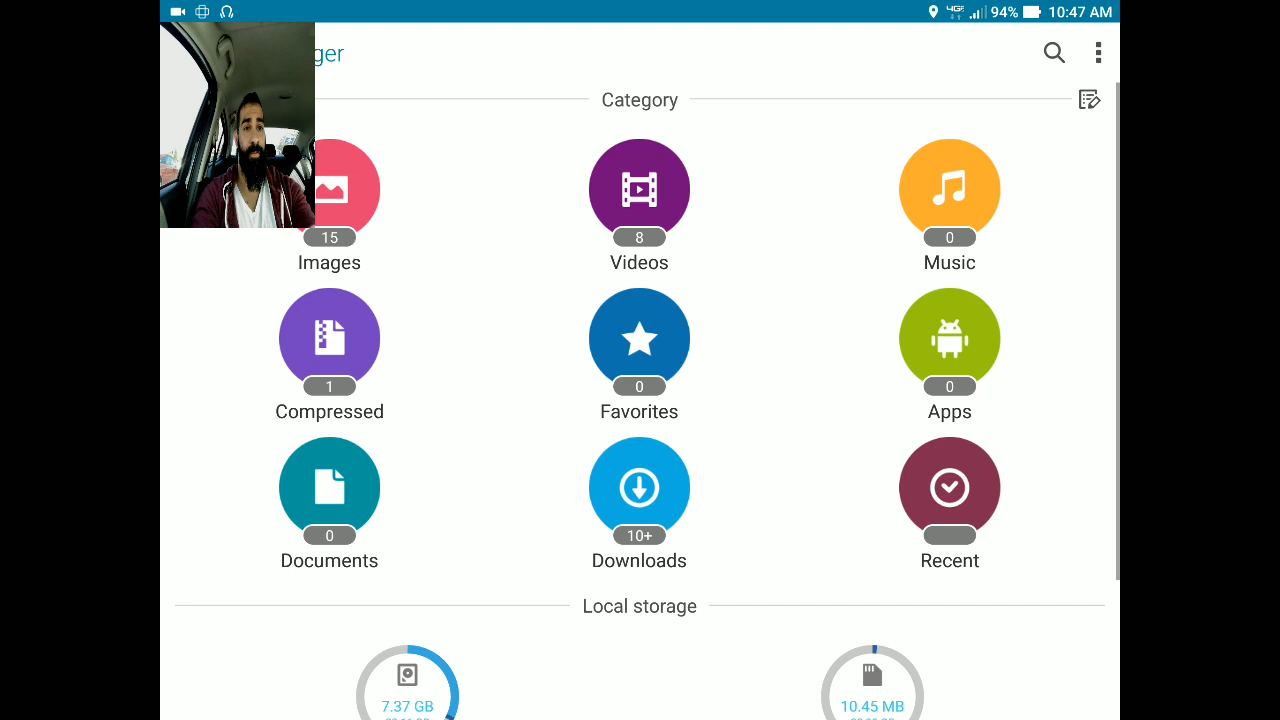 4G 94% 10:47 AM
ger
Category
15 8 0
Images Videos Music
1 0 0
Compressed Favorites Apps
0 10+
Documents Downloads Recent
Local storage
7.37 GB 10.45 MB